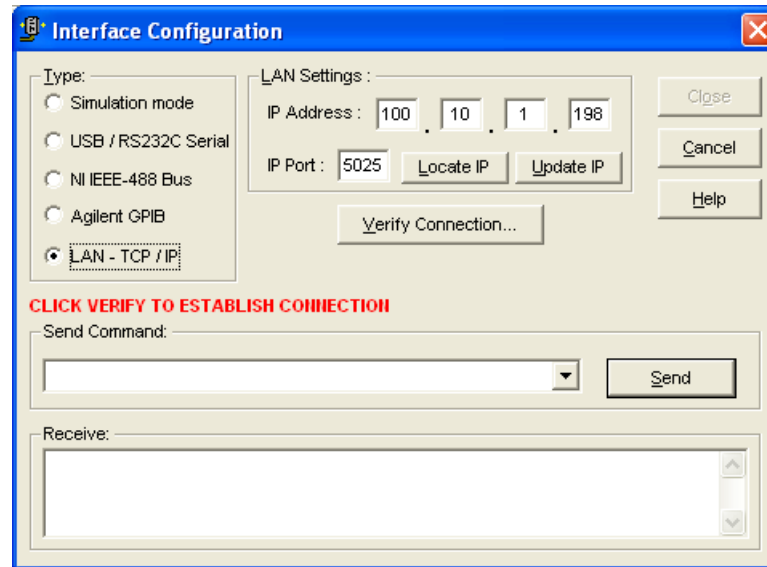 Interface Configuration
Type:
Simulation mode
USB / RS232C Serial
NI IEEE-488 Bus
Agilent GPIB
LAN - TCP / IP
LAN Settings :
IP Address : 100 . 10 . 1 . 198
IP Port : 5025 Locate IP Update IP
Verify Connection...
Close
Cancel
Help
CLICK VERIFY TO ESTABLISH CONNECTION
Send Command:
Send
Receive: